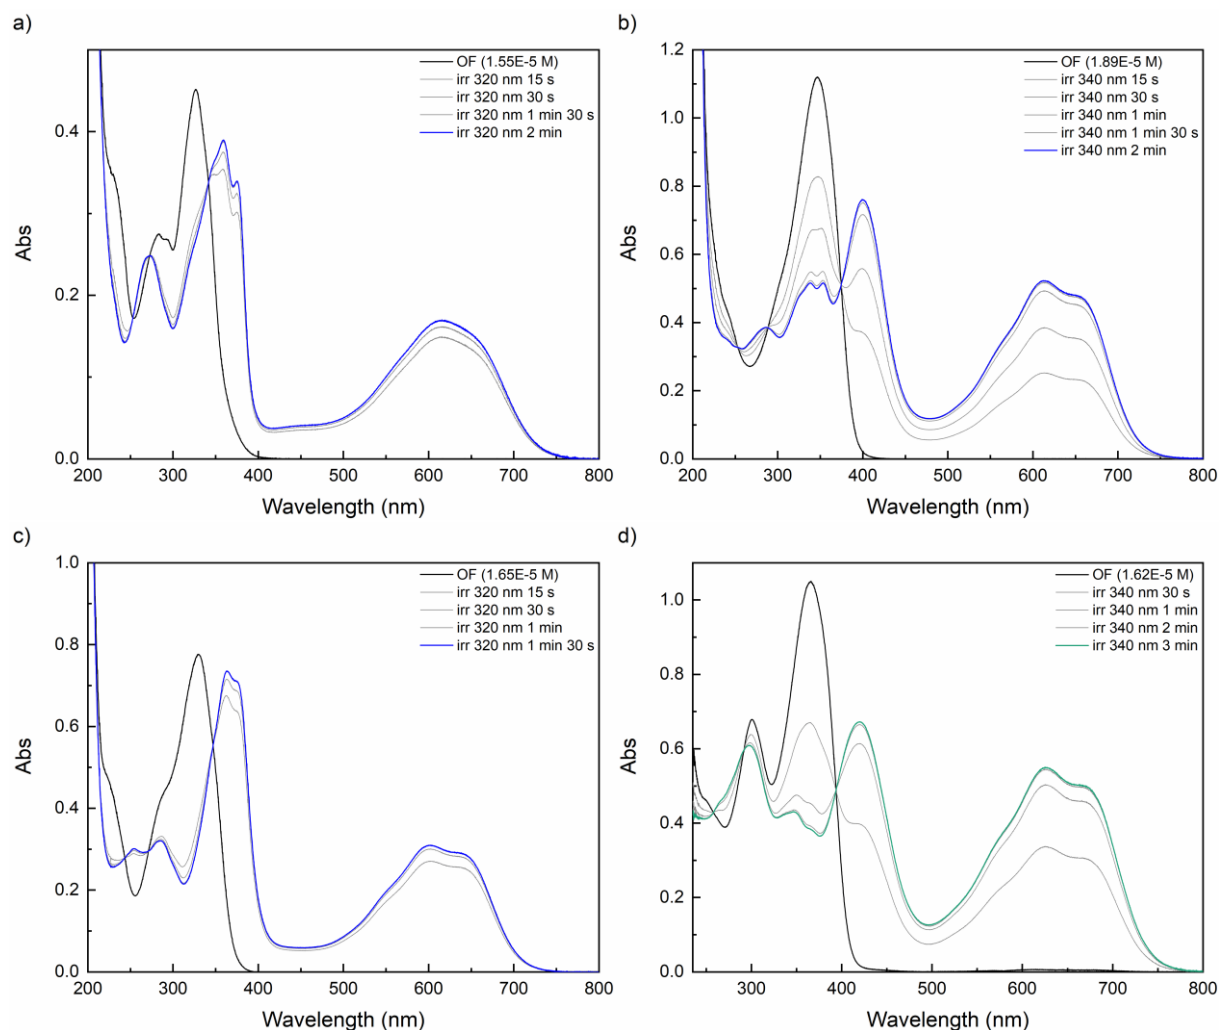 a)
OF (1.55E-5 M)
irr 320 nm 15 s
irr 320 nm 30 s
irr 320 nm 1 min 30 s
irr 320 nm 2 min
Abs
0.4
0.2
0.0
200 300 400 500 600 700 800
Wavelength (nm)
b)
OF (1.89E-5 M)
irr 340 nm 15 s
irr 340 nm 30 s
irr 340 nm 1 min
irr 340 nm 1 min 30 s
irr 340 nm 2 min
Abs
1.2
1.0
0.8
0.6
0.4
0.2
0.0
200 300 400 500 600 700 800
Wavelength (nm)
c)
OF (1.65E-5 M)
irr 320 nm 15 s
irr 320 nm 30 s
irr 320 nm 1 min
irr 320 nm 1 min 30 s
Abs
1.0
0.8
0.6
0.4
0.2
0.0
200 300 400 500 600 700 800
Wavelength (nm)
d)
OF (1.62E-5 M)
irr 340 nm 30 s
irr 340 nm 1 min
irr 340 nm 2 min
irr 340 nm 3 min
Abs
1.0
0.8
0.6
0.4
0.2
0.0
300 400 500 600 700 800
Wavelength (nm)